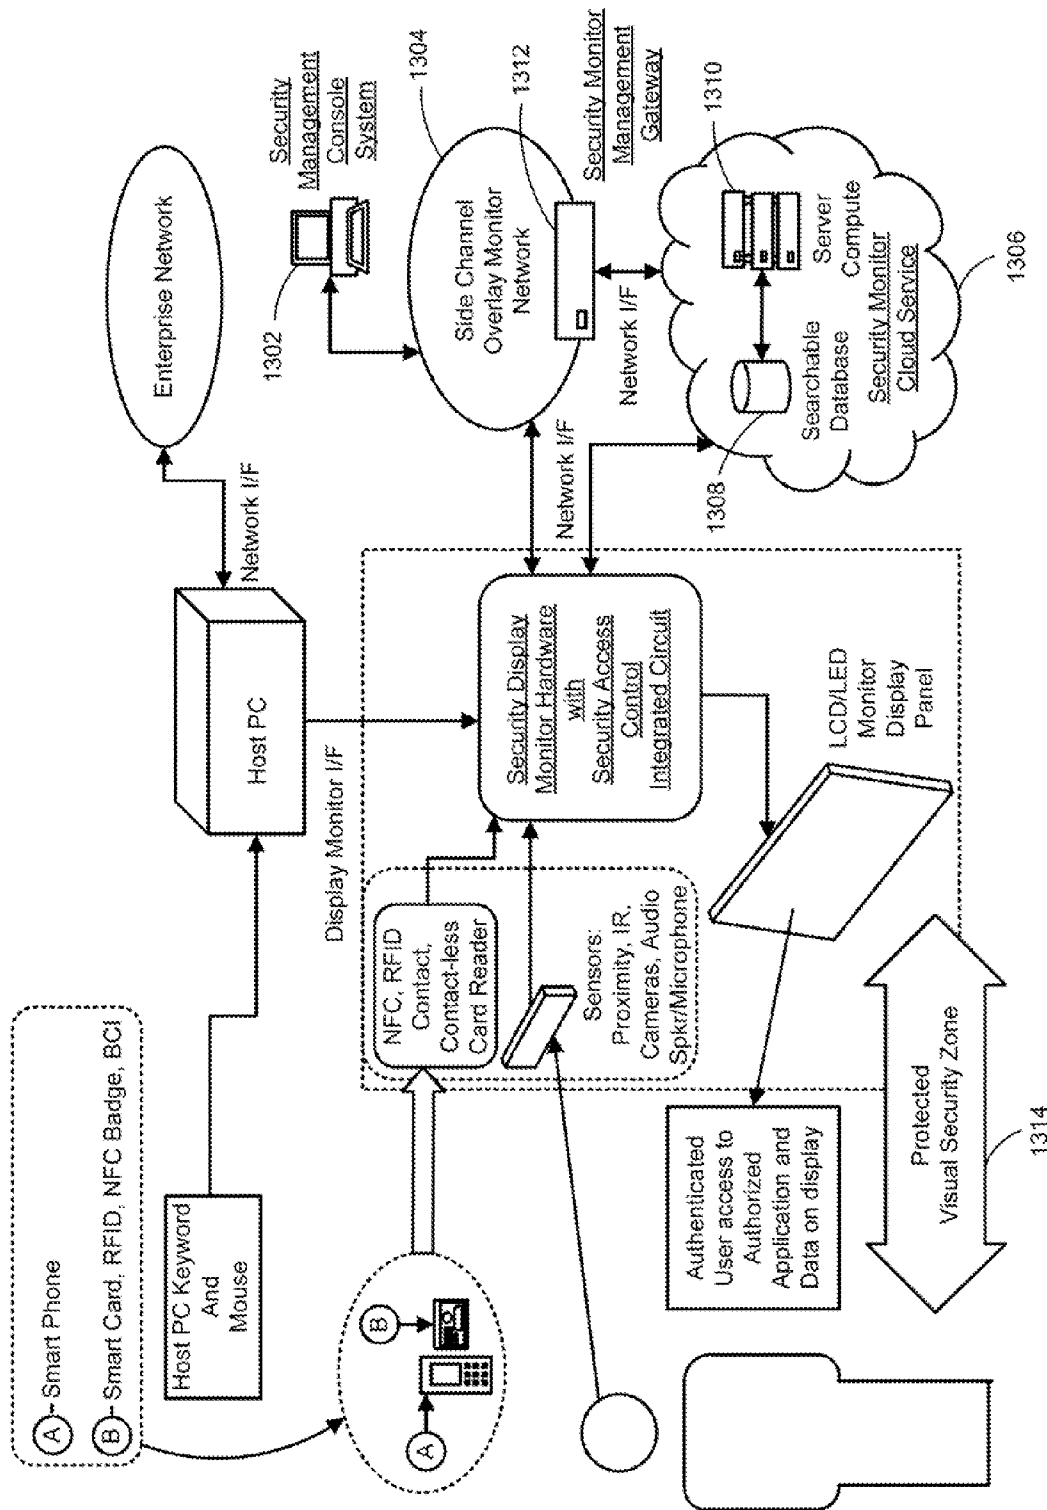 A
Smart Phone
B
Smart Card, RFID, NFC Badge, BCI
Host PC Keyword
And
Mouse
Host PC
Network I/F
Enterprise Network
Display Monitor I/F
1302
Security
Management
Console
System
1304
Side Channel
Overlay Monitor
Network
1312
Security Monitor
Management
Gateway
Network I/F
Network I/F
A
B
NFC, RFID
Contact,
Contact-less
Card Reader
Sensors:
Proximity, IR,
Cameras, Audio
Spkr/Microphone
Security Display
Monitor Hardware
with
Security Access
Control
Integrated Circuit
1308
Searchable
Database
1310
Server
Compute
Security Monitor
Cloud Service
1306
LCD/LED
Monitor
Display
Panel
Authenticated
User access to
Authorized
Application and
Data on display
Protected
Visual Security Zone
1314